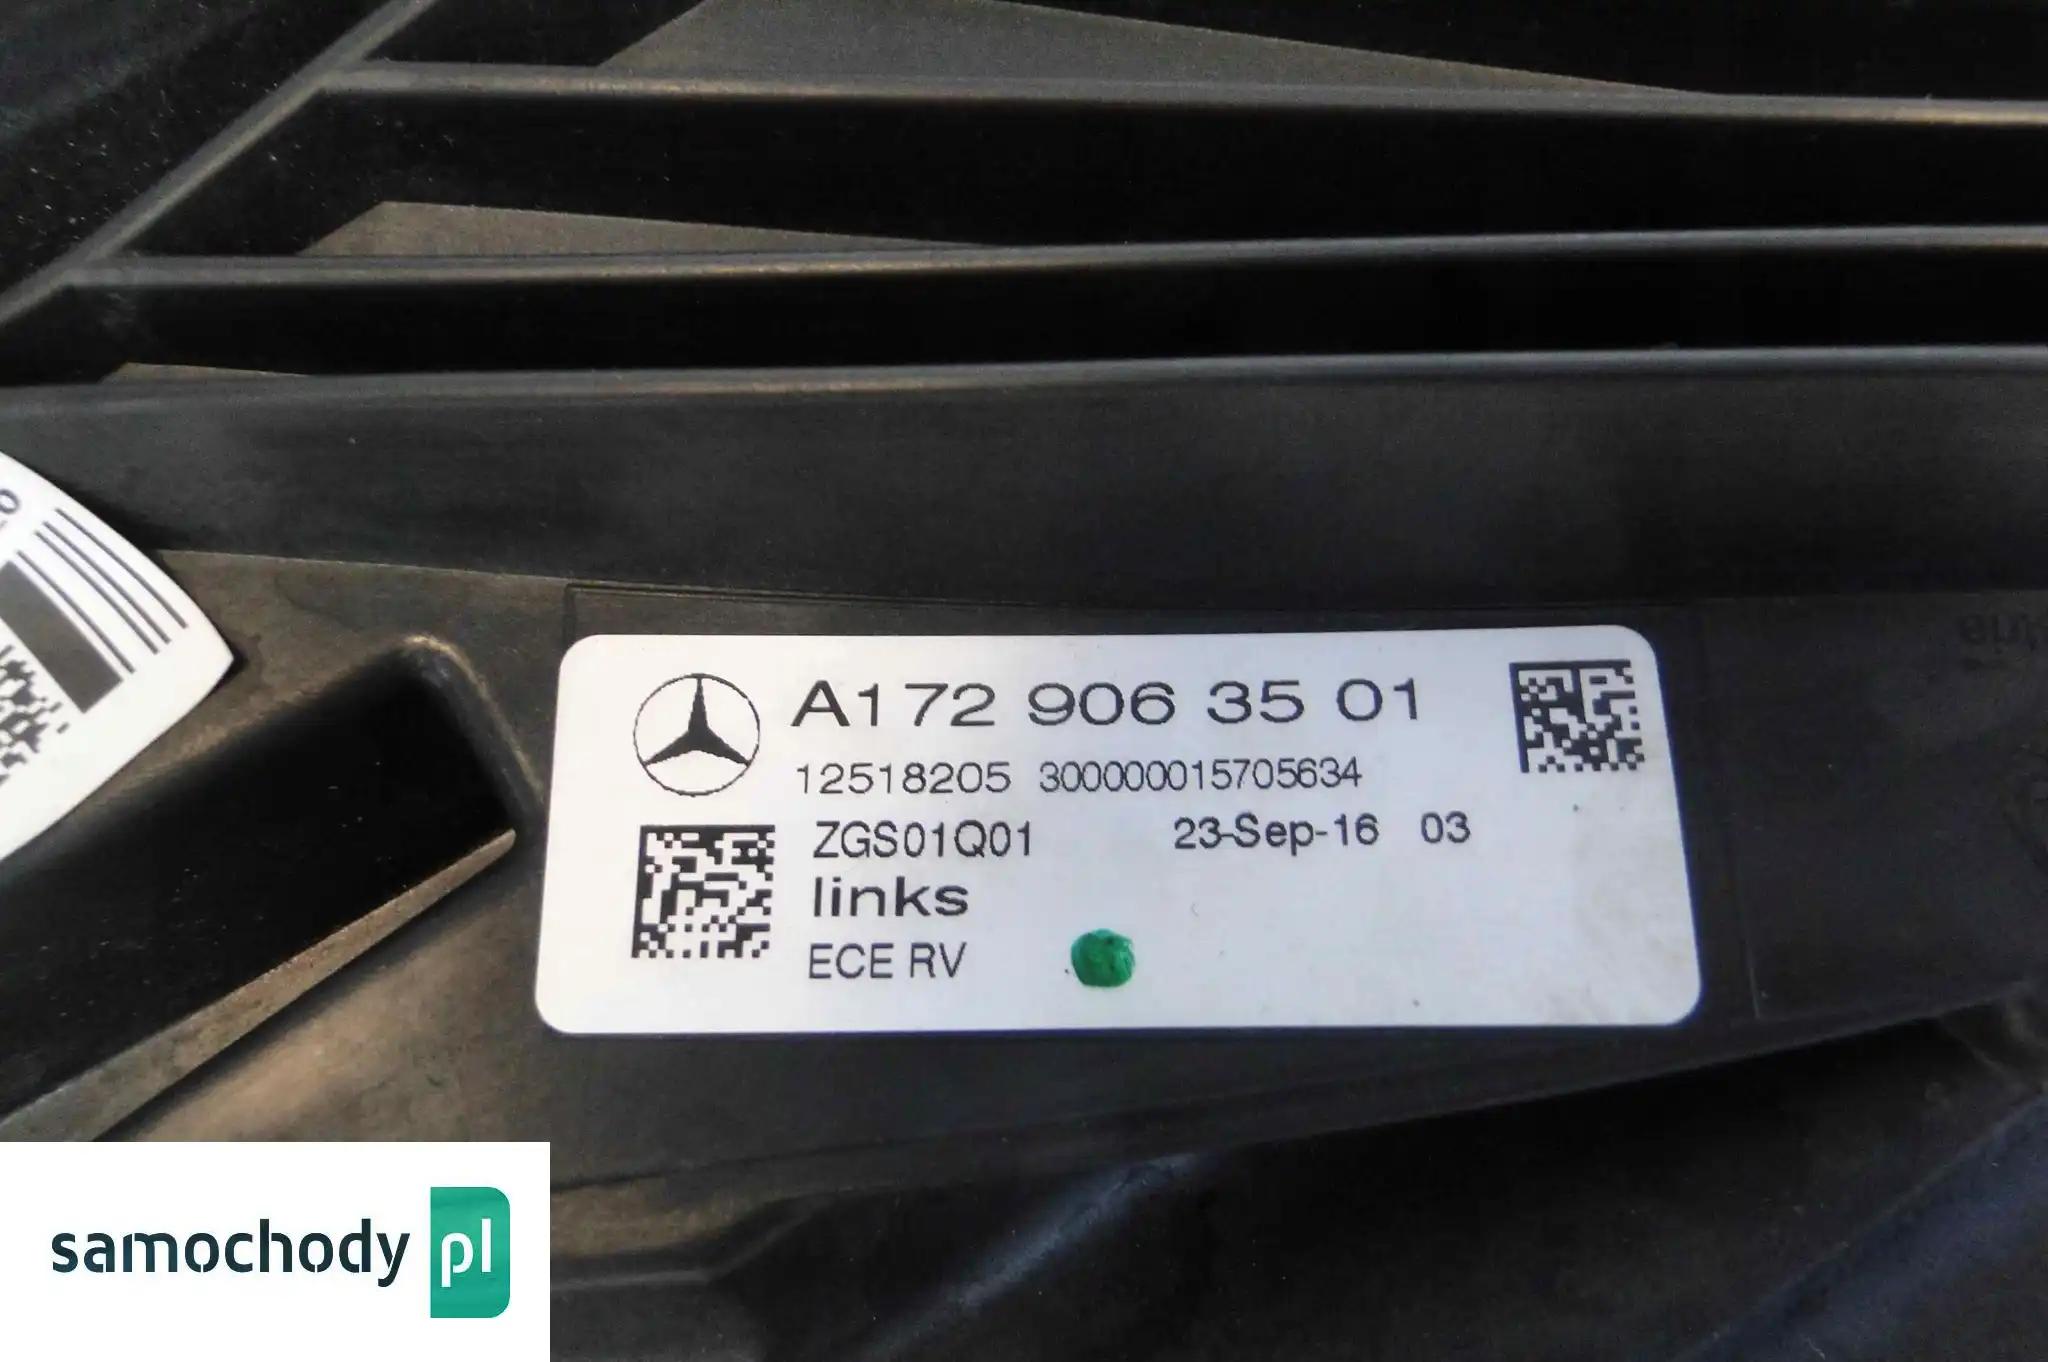 A172 906 35 01
12518205 300000015705634
ZGS01Q01 23-Sep-16 03
links
ECE RV
samochody pl